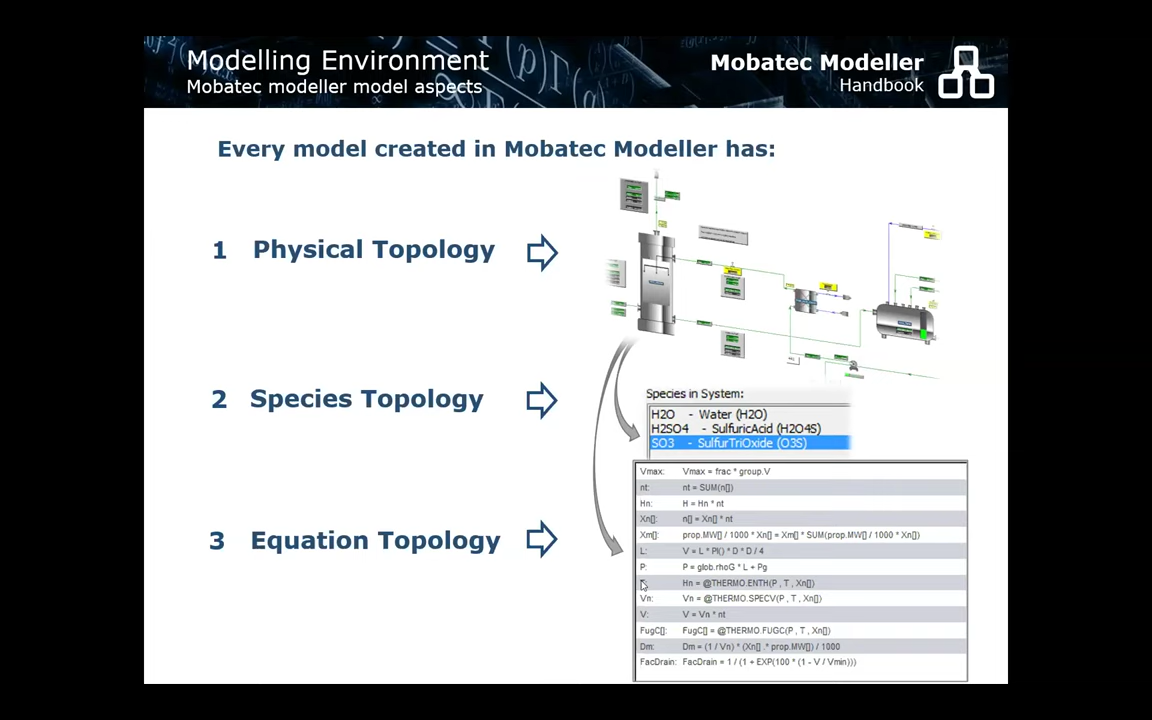 Modelling Environment
Mobatec modeller model aspects
Mobatec Modeller
Handbook
Every model created in Mobatec Modeller has:
1 Physical Topology
2 Species Topology
3 Equation Topology
Species in System:
H2O - Water (H2O)
H2SO4 - SulfuricAcid (H2O4S)
SO3 - SulfurTriOxide (O3S)
Vmax: Vmax = frac * group.V
nt: nt = SUM(n[])
Hn: H = Hn * nt
Xn[]: n[] = Xn[] * nt
Xm[]: prop.MW[] / 1000 * Xn[] = Xm[] * SUM(prop.MW[] / 1000 * Xn[])
L: V = L * PI() * D * D / 4
P: P = glob.rhoG * L + Pg
Hn = @THERMO.ENTH(P , T , Xn[])
Vn: Vn = @THERMO.SPECV(P , T , Xn[])
V: V = Vn * nt
FugC[]: FugC[] = @THERMO.FUGC(P , T , Xn[])
Dm: Dm = (1 / Vn) * (Xn[] .* prop.MW[]) / 1000
FacDrain: FacDrain = 1 / (1 + EXP(100 * (1 - V / Vmin)))